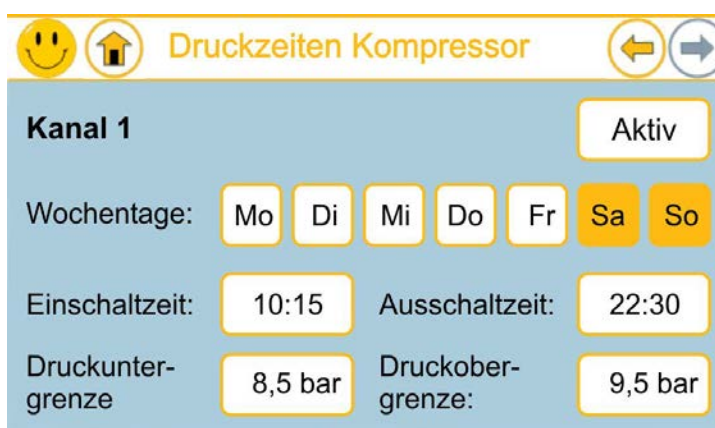 Druckzeiten Kompressor
Kanal 1 Aktiv
Wochentage: Mo Di Mi Do Fr Sa So
Einschaltzeit: 10:15 Ausschaltzeit: 22:30
Druckunter-
grenze 8,5 bar
Druckober-
grenze: 9,5 bar